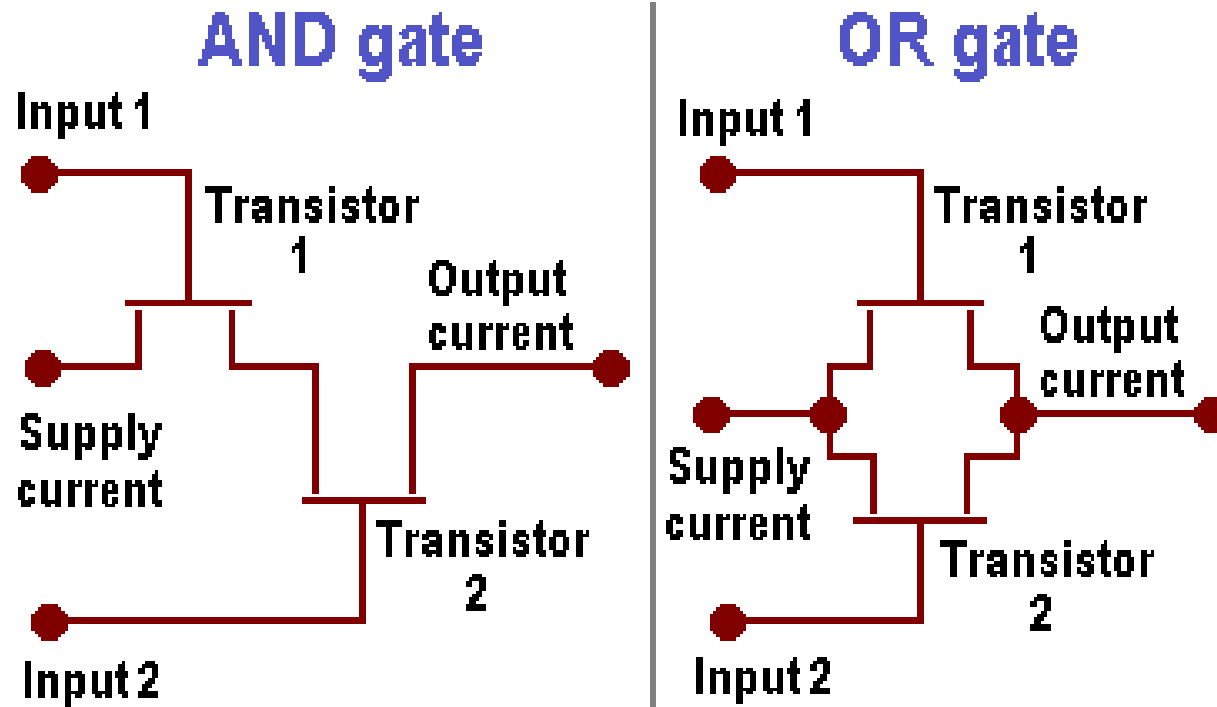 AND gate
Input 1
Transistor
1
Output
current
Supply
current
Transistor
2
Input 2
OR gate
Input 1
Transistor
1
Output
current
Supply
current
Transistor
2
Input 2